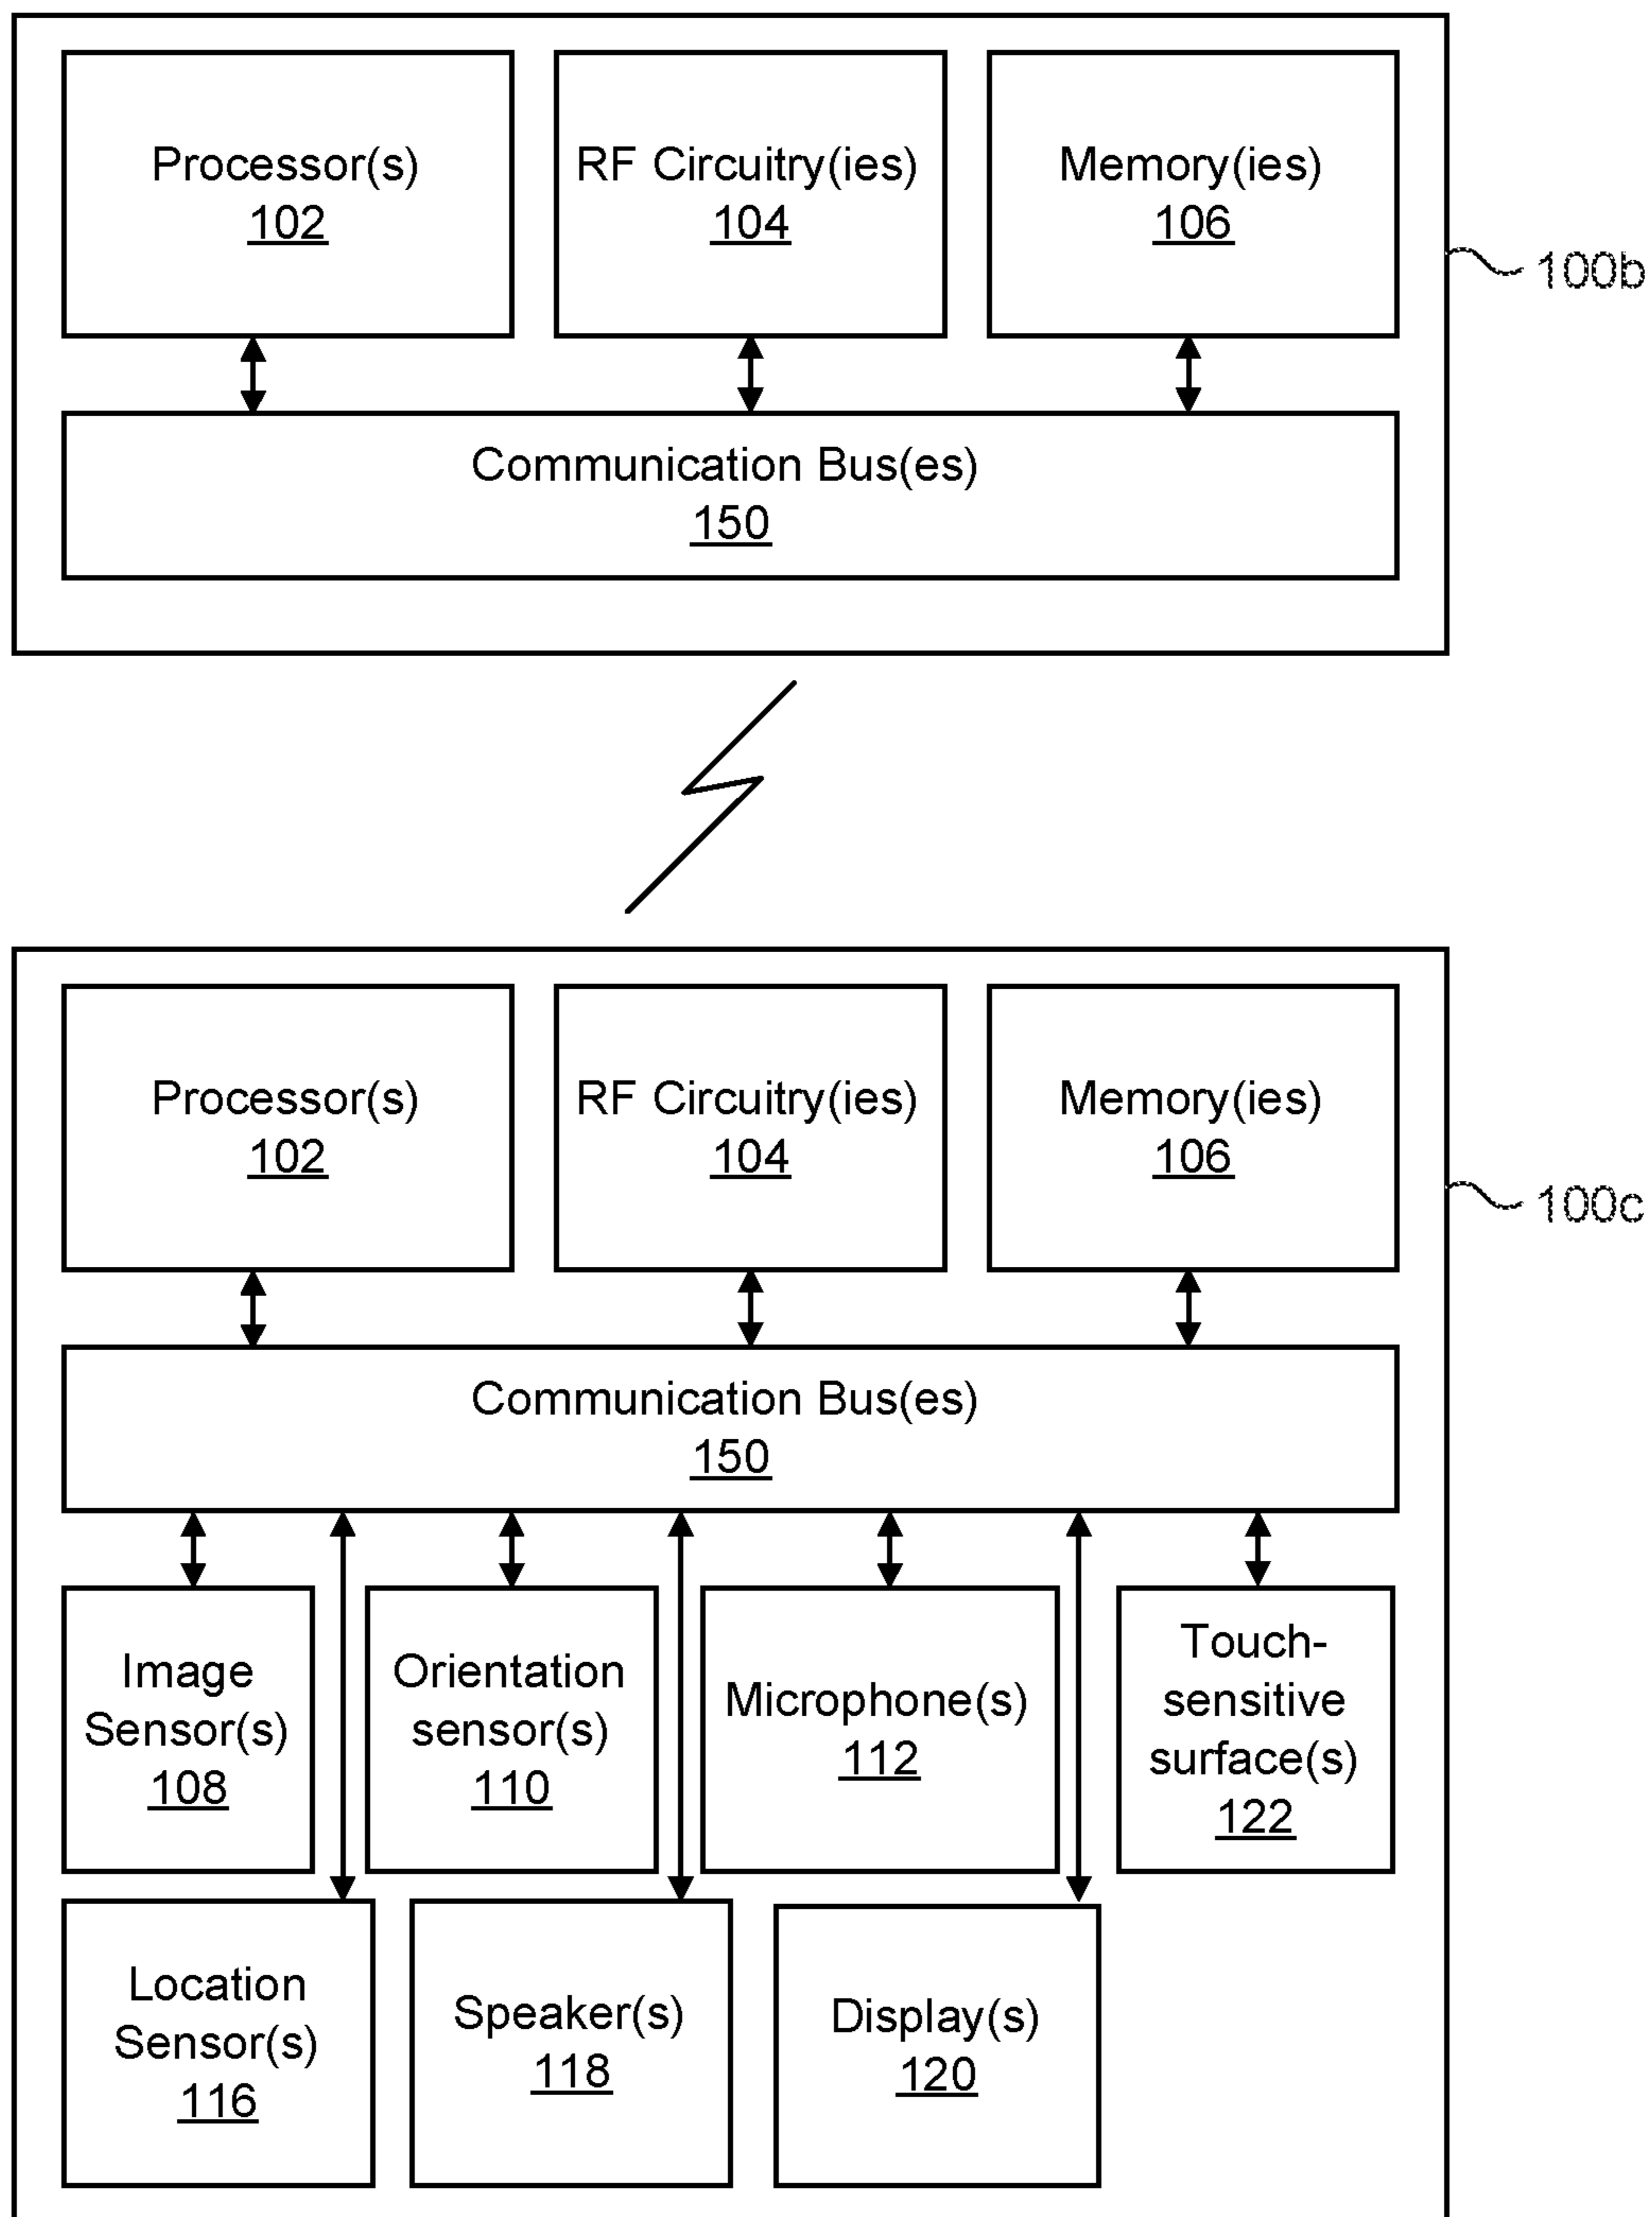 Processor(s)
102
RF Circuitry(ies)
104
Memory(ies)
106
100b
Communication Bus(es)
150
Processor(s)
102
RF Circuitry(ies)
104
Memory(ies)
106
100c
Communication Bus(es)
150
Image
Sensor(s)
108
Orientation
sensor(s)
110
Microphone(s)
112
Touch-
sensitive
surface(s)
122
Location
Sensor(s)
116
Speaker(s)
118
Display(s)
120